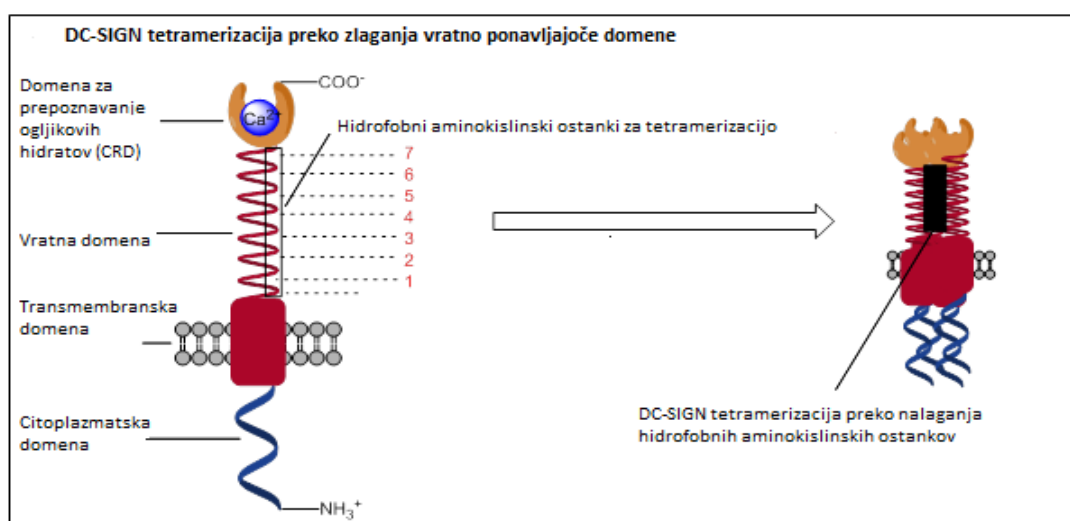 DC-SIGN tetramerizacija preko zlaganja vratno ponavljajoče domene
Domena za
prepoznavanje
ogljikovih
hidratov (CRD)
COO⁻
Ca²⁺
Hidrofobni aminokislinski ostanki za tetramerizacijo
7
6
5
4
3
2
1
Vratna domena
Transmembranska
domena
Citoplazmatska
domena
NH₃⁺
DC-SIGN tetramerizacija preko nalaganja
hidrofobnih aminokislinskih ostankov